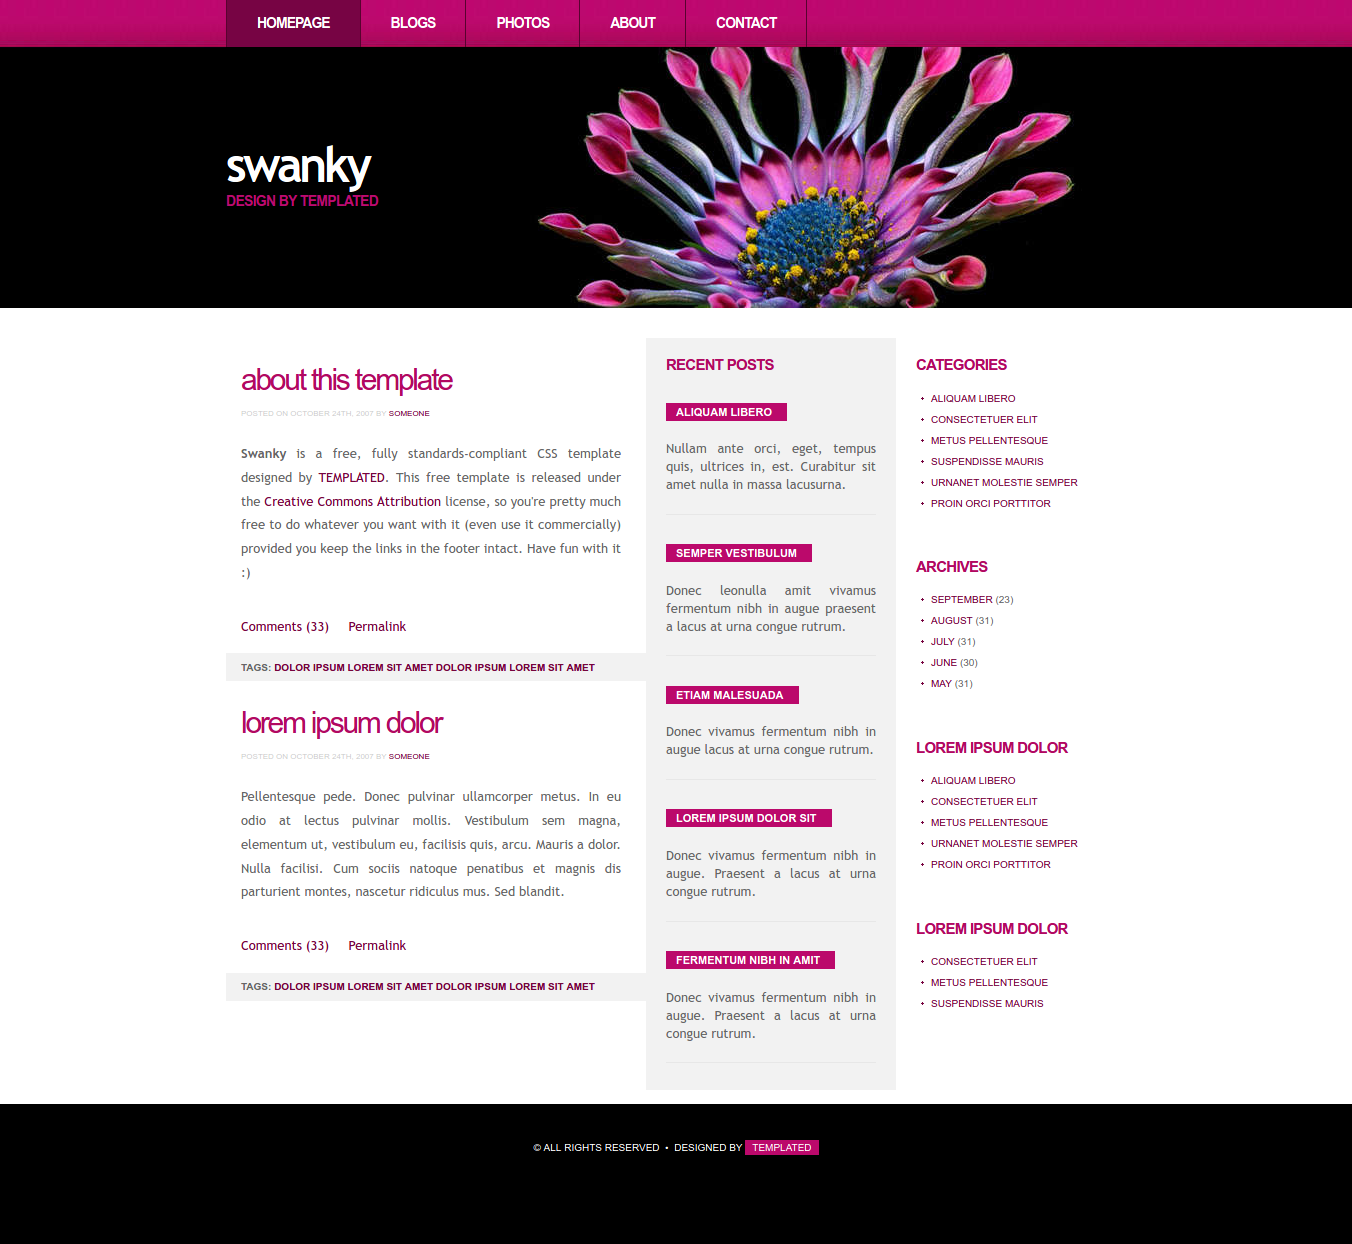 HOMEPAGE BLOGS PHOTOS ABOUT CONTACT
swanky
DESIGN BY TEMPLATED
about this template
POSTED ON OCTOBER 24TH, 2007 BY SOMEONE
Swanky is a free, fully standards-compliant CSS template
designed by TEMPLATED. This free template is released under
the Creative Commons Attribution license, so you're pretty much
free to do whatever you want with it (even use it commercially)
provided you keep the links in the footer intact. Have fun with it
:)
Comments (33) Permalink
TAGS: DOLOR IPSUM LOREM SIT AMET DOLOR IPSUM LOREM SIT AMET
lorem ipsum dolor
POSTED ON OCTOBER 24TH, 2007 BY SOMEONE
Pellentesque pede. Donec pulvinar ullamcorper metus. In eu
odio at lectus pulvinar mollis. Vestibulum sem magna,
elementum ut, vestibulum eu, facilisis quis, arcu. Mauris a dolor.
Nulla facilisi. Cum sociis natoque penatibus et magnis dis
parturient montes, nascetur ridiculus mus. Sed blandit.
Comments (33) Permalink
TAGS: DOLOR IPSUM LOREM SIT AMET DOLOR IPSUM LOREM SIT AMET
RECENT POSTS
ALIQUAM LIBERO
Nullam ante orci, eget, tempus
quis, ultrices in, est. Curabitur sit
amet nulla in massa lacusurna.
SEMPER VESTIBULUM
Donec leonulla amit vivamus
fermentum nibh in augue praesent
a lacus at urna congue rutrum.
ETIAM MALESUADA
Donec vivamus fermentum nibh in
augue lacus at urna congue rutrum.
LOREM IPSUM DOLOR SIT
Donec vivamus fermentum nibh in
augue. Praesent a lacus at urna
congue rutrum.
FERMENTUM NIBH IN AMIT
Donec vivamus fermentum nibh in
augue. Praesent a lacus at urna
congue rutrum.
CATEGORIES
ALIQUAM LIBERO
CONSECTETUER ELIT
METUS PELLENTESQUE
SUSPENDISSE MAURIS
URNANET MOLESTIE SEMPER
PROIN ORCI PORTTITOR
ARCHIVES
SEPTEMBER (23)
AUGUST (31)
JULY (31)
JUNE (30)
MAY (31)
LOREM IPSUM DOLOR
ALIQUAM LIBERO
CONSECTETUER ELIT
METUS PELLENTESQUE
URNANET MOLESTIE SEMPER
PROIN ORCI PORTTITOR
LOREM IPSUM DOLOR
CONSECTETUER ELIT
METUS PELLENTESQUE
SUSPENDISSE MAURIS
© ALL RIGHTS RESERVED • DESIGNED BY TEMPLATED